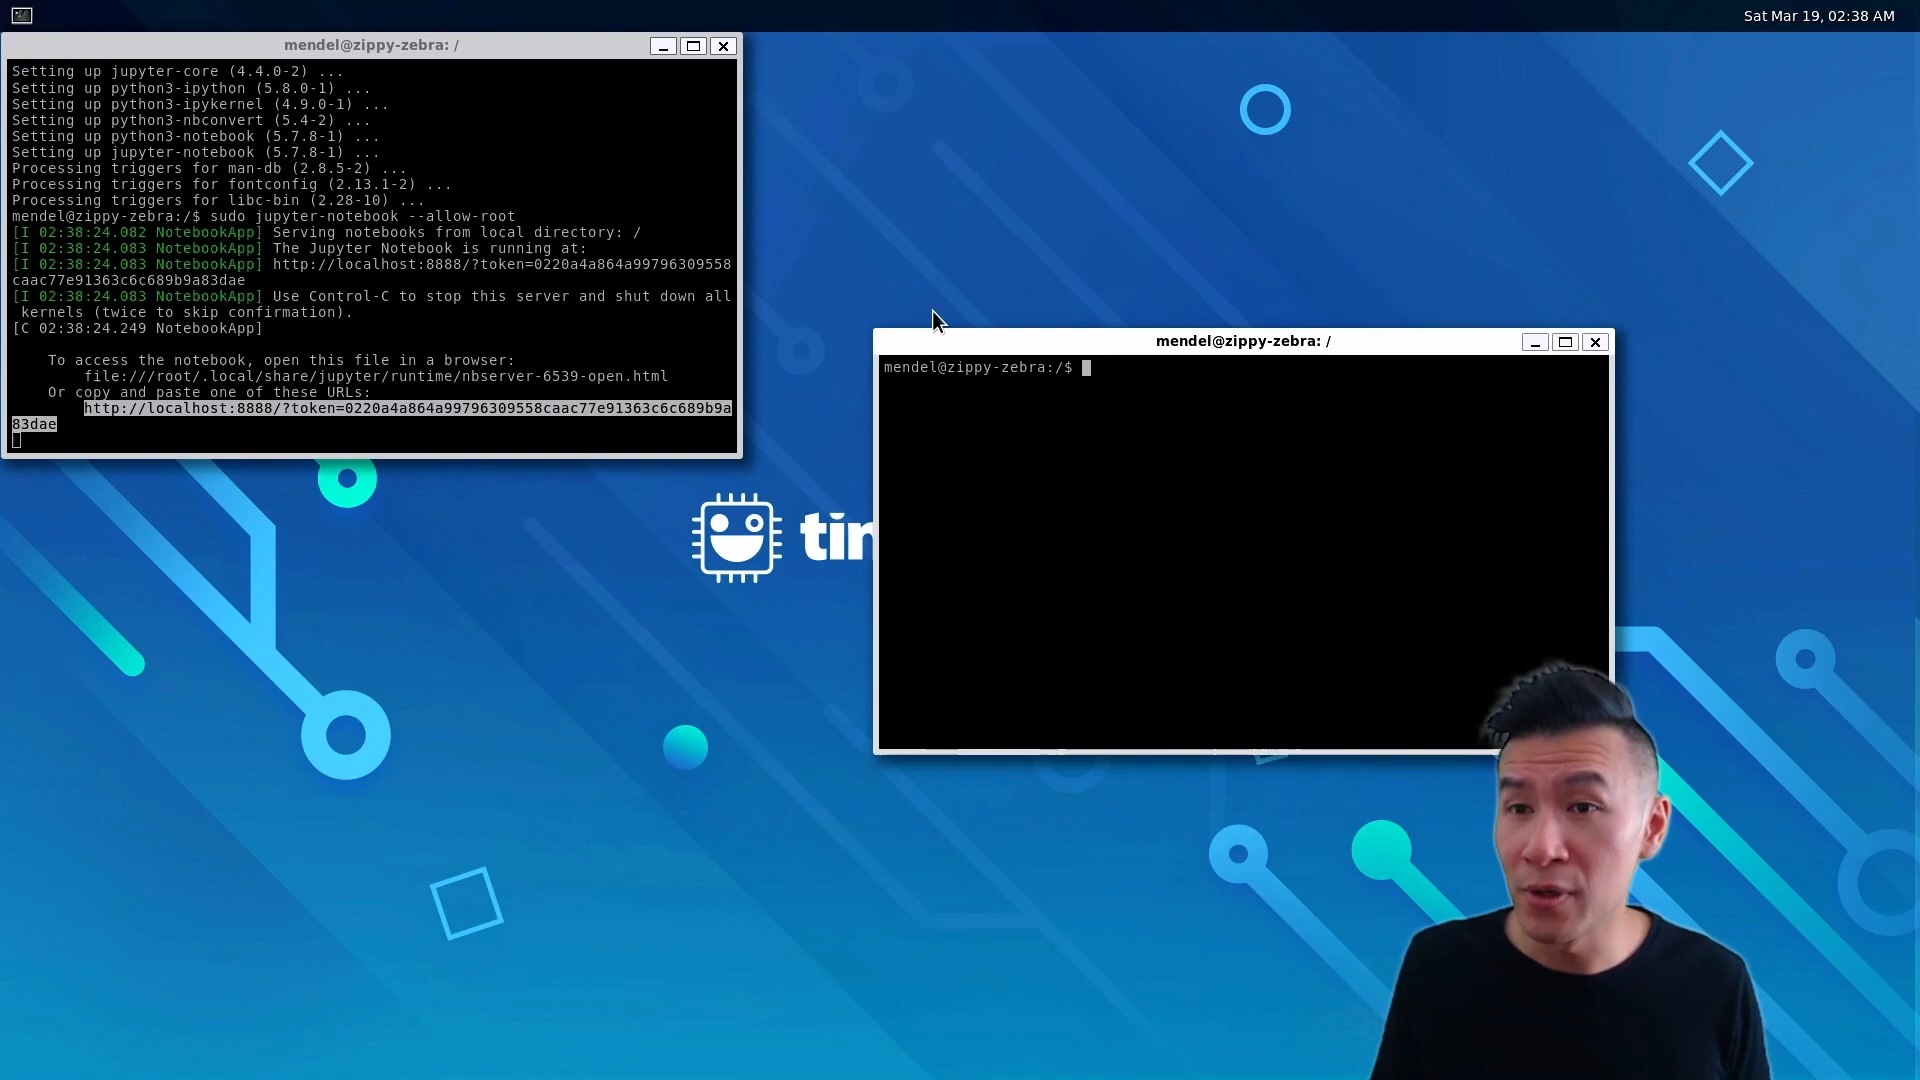 Sat Mar 19, 02:38 AM
mendel@zippy-zebra: /
Setting up jupyter-core (4.4.0-2) ...
Setting up python3-ipython (5.8.0-1) ...
Setting up python3-ipykernel (4.9.0-1) ...
Setting up python3-nbconvert (5.4-2) ...
Setting up python3-notebook (5.7.8-1) ...
Setting up jupyter-notebook (5.7.8-1) ...
Processing triggers for man-db (2.8.5-2) ...
Processing triggers for fontconfig (2.13.1-2) ...
Processing triggers for libc-bin (2.28-10) ...
mendel@zippy-zebra:/$ sudo jupyter-notebook --allow-root
[I 02:38:24.082 NotebookApp] Serving notebooks from local directory: /
[I 02:38:24.083 NotebookApp] The Jupyter Notebook is running at:
[I 02:38:24.083 NotebookApp] http://localhost:8888/?token=0220a4a864a99796309558
caac77e91363c6c689b9a83dae
[I 02:38:24.083 NotebookApp] Use Control-C to stop this server and shut down all
kernels (twice to skip confirmation).
[C 02:38:24.249 NotebookApp]
To access the notebook, open this file in a browser:
file:///root/.local/share/jupyter/runtime/nbserver-6539-open.html
Or copy and paste one of these URLs:
http://localhost:8888/?token=0220a4a864a99796309558caac77e91363c6c689b9a
83dae
mendel@zippy-zebra: /
mendel@zippy-zebra:/$
tin